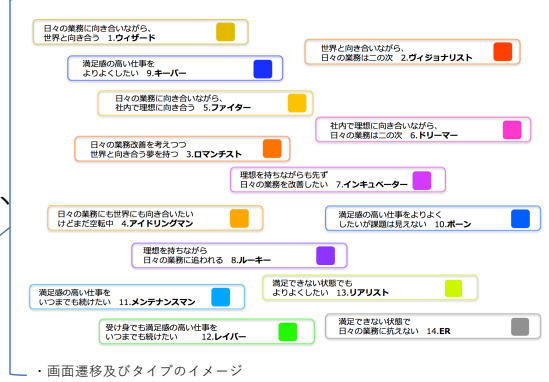 日々の業務に向き合いながら、
世界と向き合う 1.ウィザード
世界と向き合いながら、
日々の業務は二の次 2.ヴィジョナリスト
満足感の高い仕事を
よりよくしたい 9.キーパー
日々の業務に向き合いながら、
社内で理想に向き合う 5.ファイター
社内で理想に向き合いながら、
日々の業務は二の次 6.ドリーマー
日々の業務改善を考えつつ
世界と向き合う夢を持つ 3.ロマンチスト
理想を持ちながらも先ず
日々の業務を改善したい 7.インキュベーター
日々の業務にも世界にも向き合いたい
けどまだ空転中 4.アイドリングマン
満足感の高い仕事をよりよく
したいが課題は見えない 10.ポーン
理想を持ちながら
日々の業務に追われる 8.ルーキー
満足できない状態でも
よりよくしたい 13.リアリスト
満足感の高い仕事を
いつまでも続けたい 11.メンテナンスマン
受け身でも満足感の高い仕事を
いつまでも続けたい 12.レイバー
満足できない状態で
日々の業務に抗えない 14.ER
・画面遷移及びタイプのイメージ